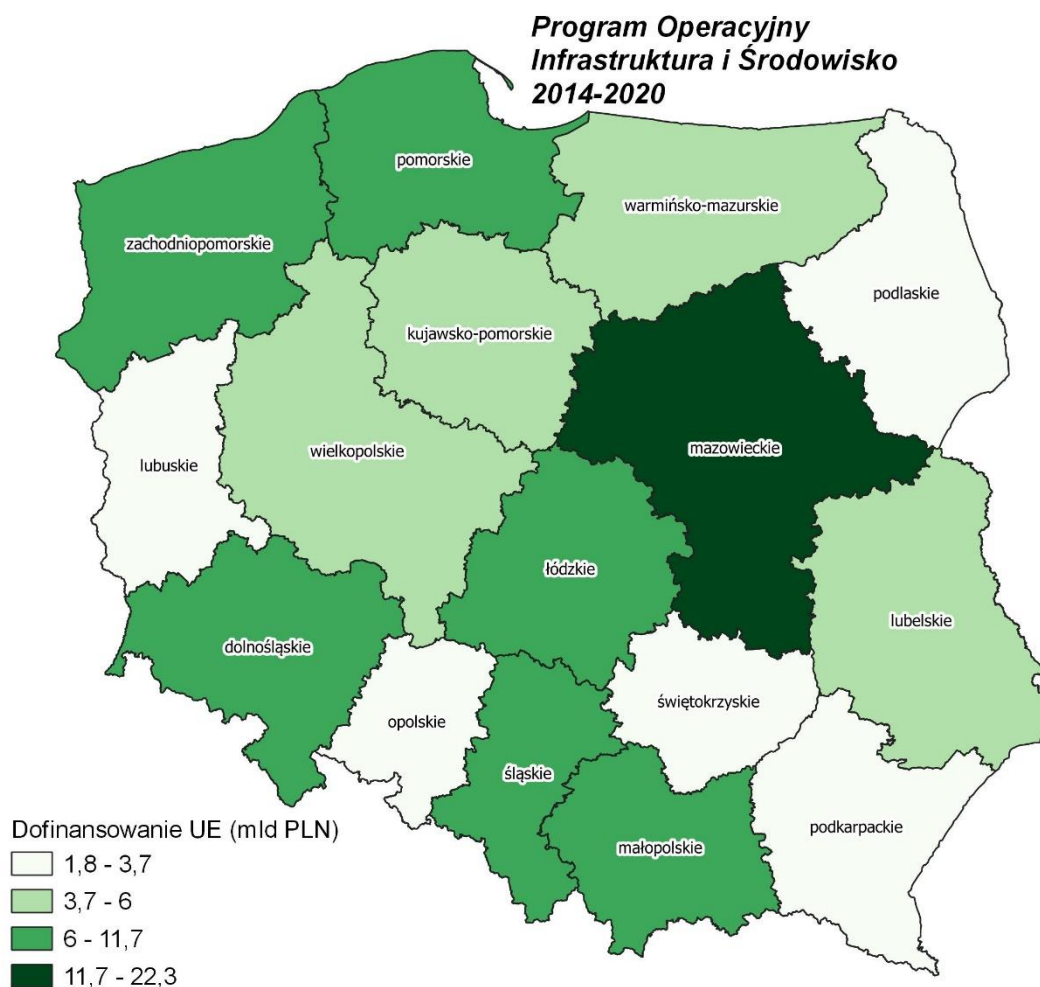 Program Operacyjny
Infrastruktura i Środowisko
2014-2020
pomorskie
warmińsko-mazurskie
zachodniopomorskie
podlaskie
kujawsko-pomorskie
mazowieckie
wielkopolskie
lubuskie
łódzkie
lubelskie
dolnośląskie
świętokrzyskie
opolskie
śląskie
podkarpackie
małopolskie
Dofinansowanie UE (mld PLN)
1,8 - 3,7
3,7 - 6
6 - 11,7
11,7 - 22,3